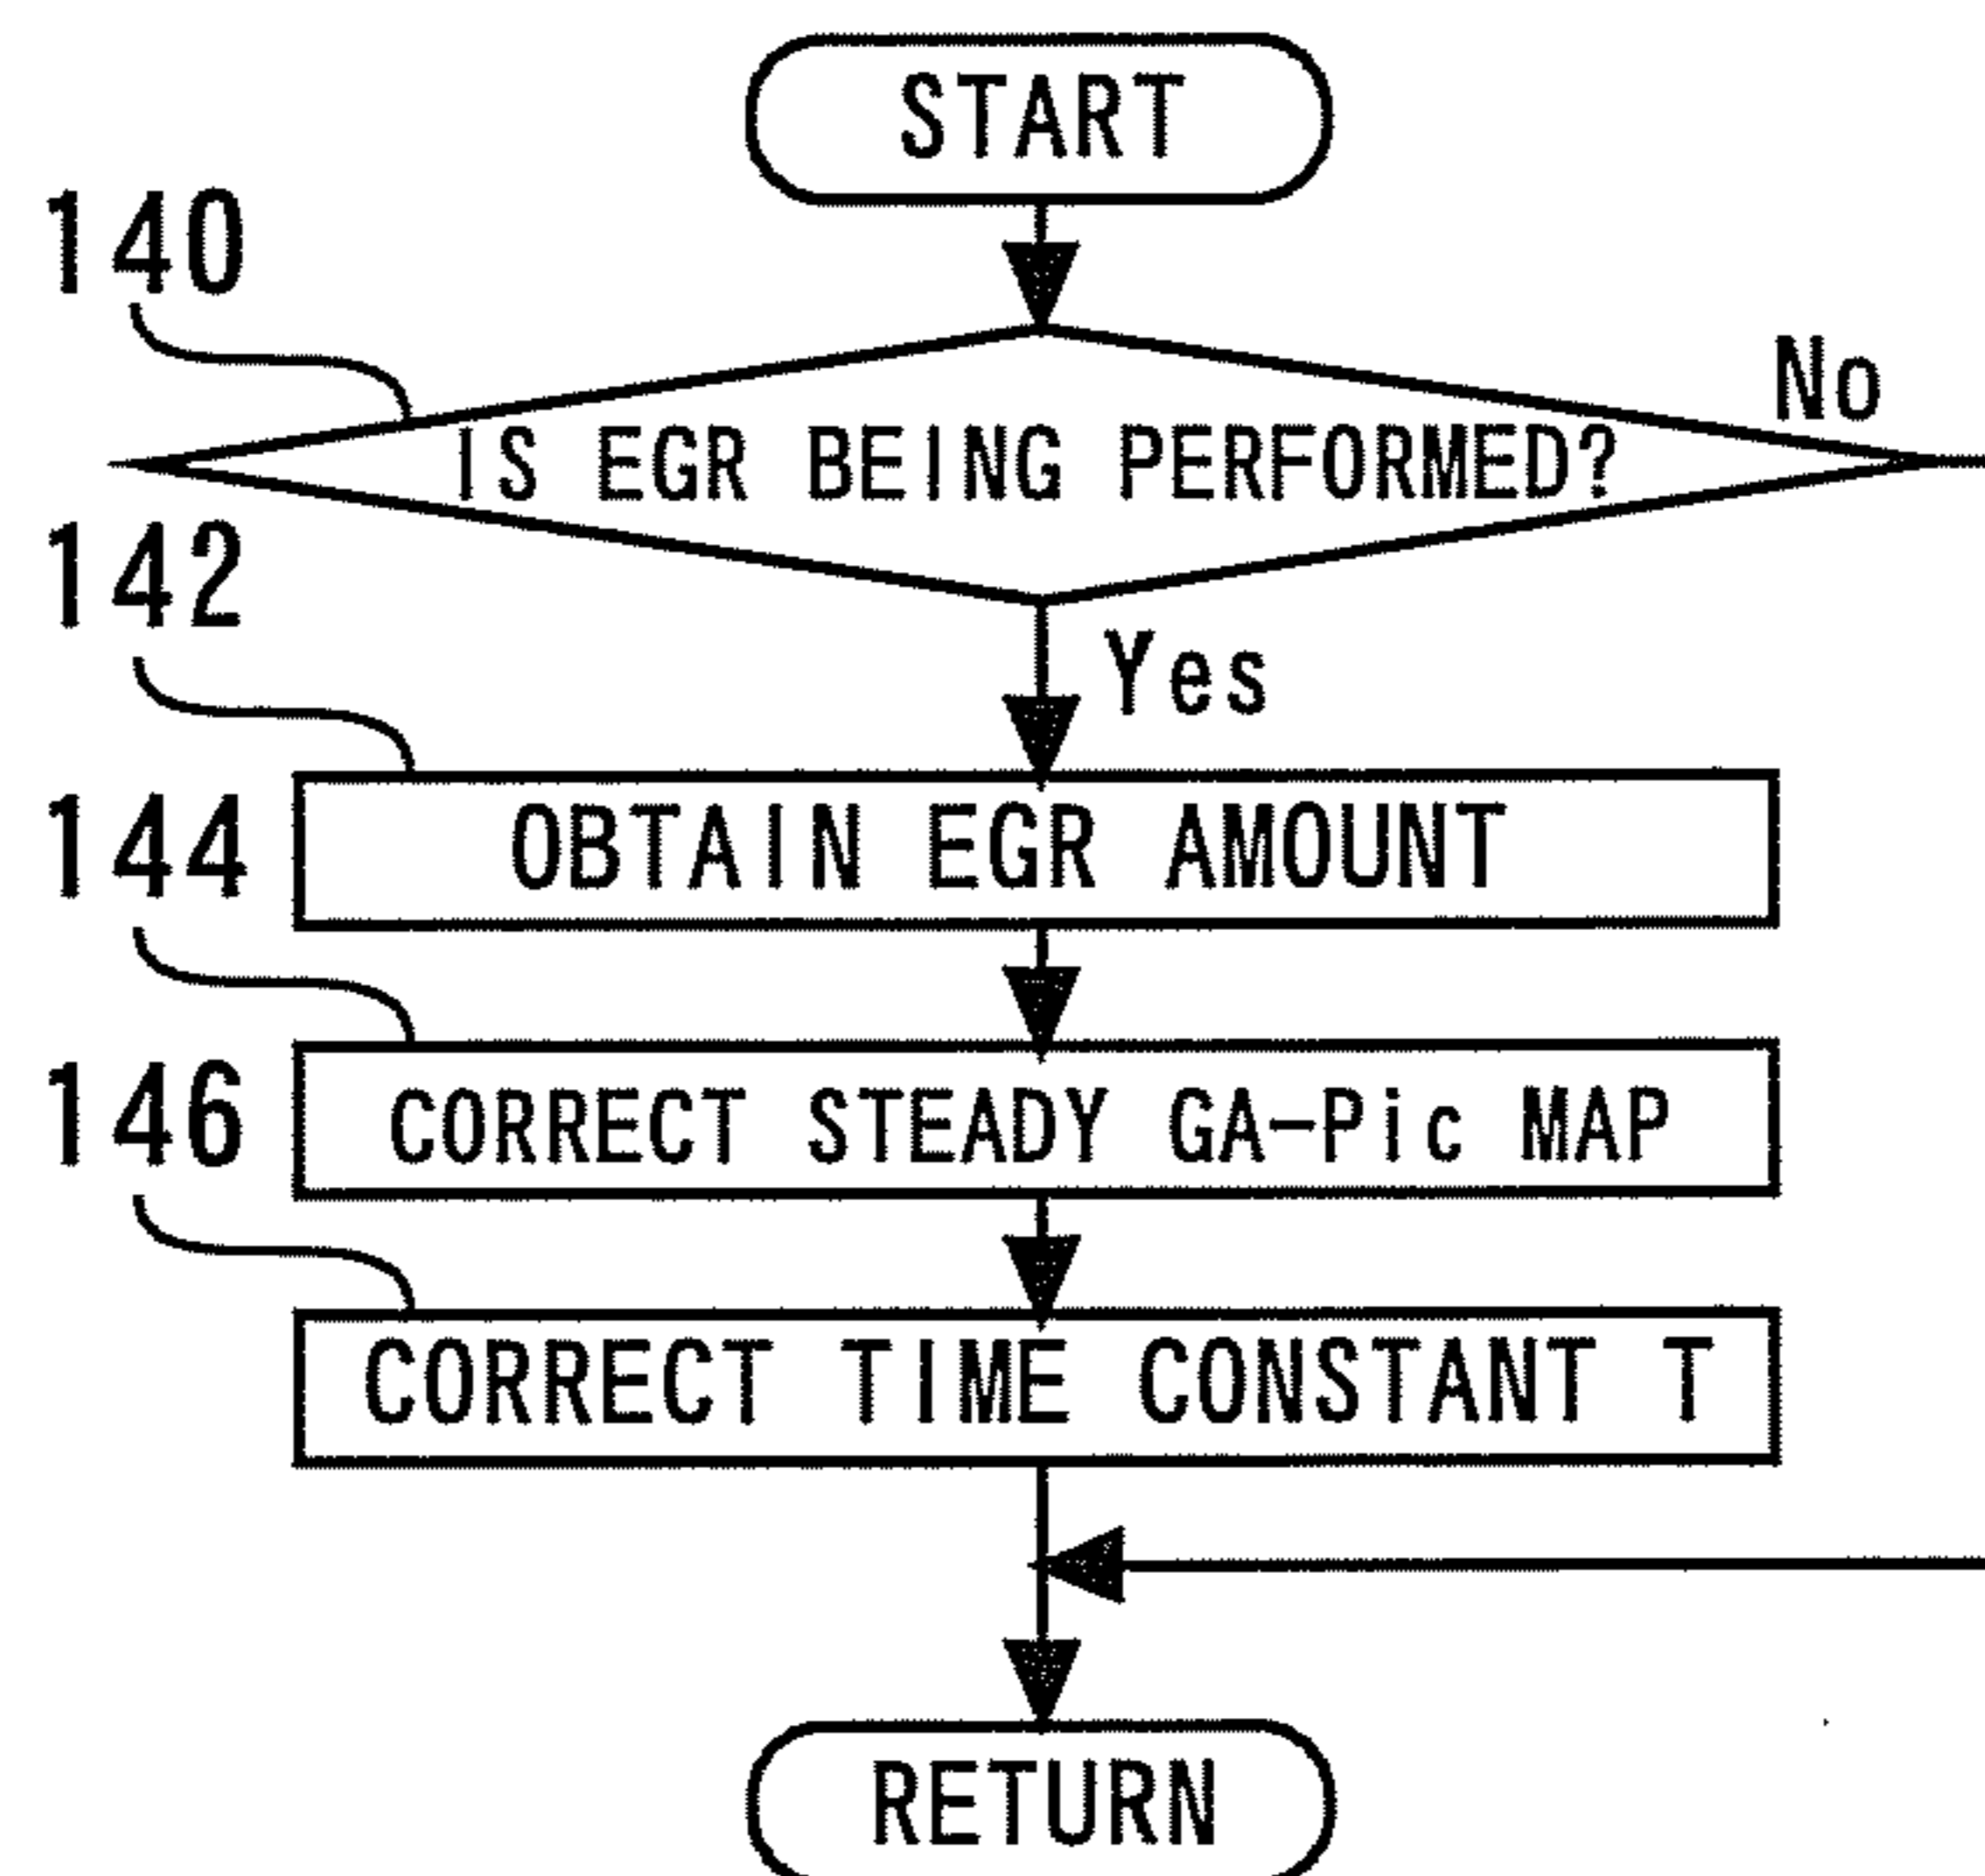 START
140
No
IS EGR BEING PERFORMED?
142
Yes
OBTAIN EGR AMOUNT
144
CORRECT STEADY GA-Pic MAP
146
CORRECT TIME CONSTANT T
RETURN